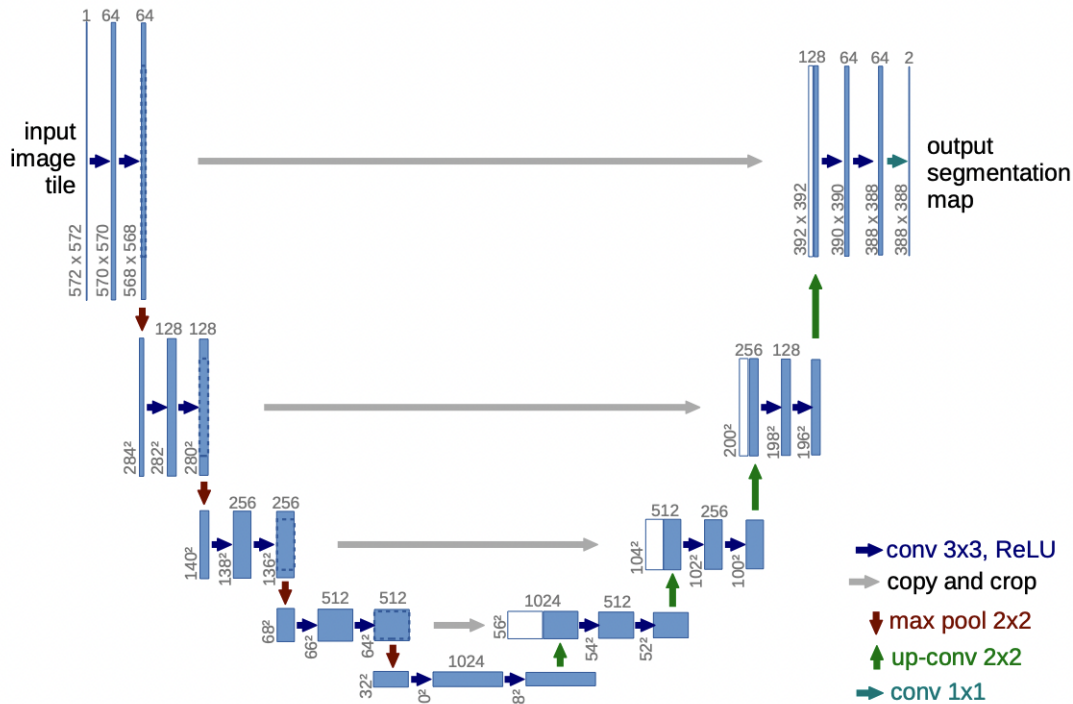 1 64 64
input
image
tile
572 x 572
570 x 570
568 x 568
128 64 64 2
392 x 392
390 x 390
388 x 388
388 x 388
output
segmentation
map
128 128
284²
282²
280²
256 128
200²
198²
196²
256 256
140²
138²
136²
512 256
104²
102²
100²
512 512
68²
66²
64²
1024 512
56²
54²
52²
1024
32²
0²
8²
conv 3x3, ReLU
copy and crop
max pool 2x2
up-conv 2x2
conv 1x1